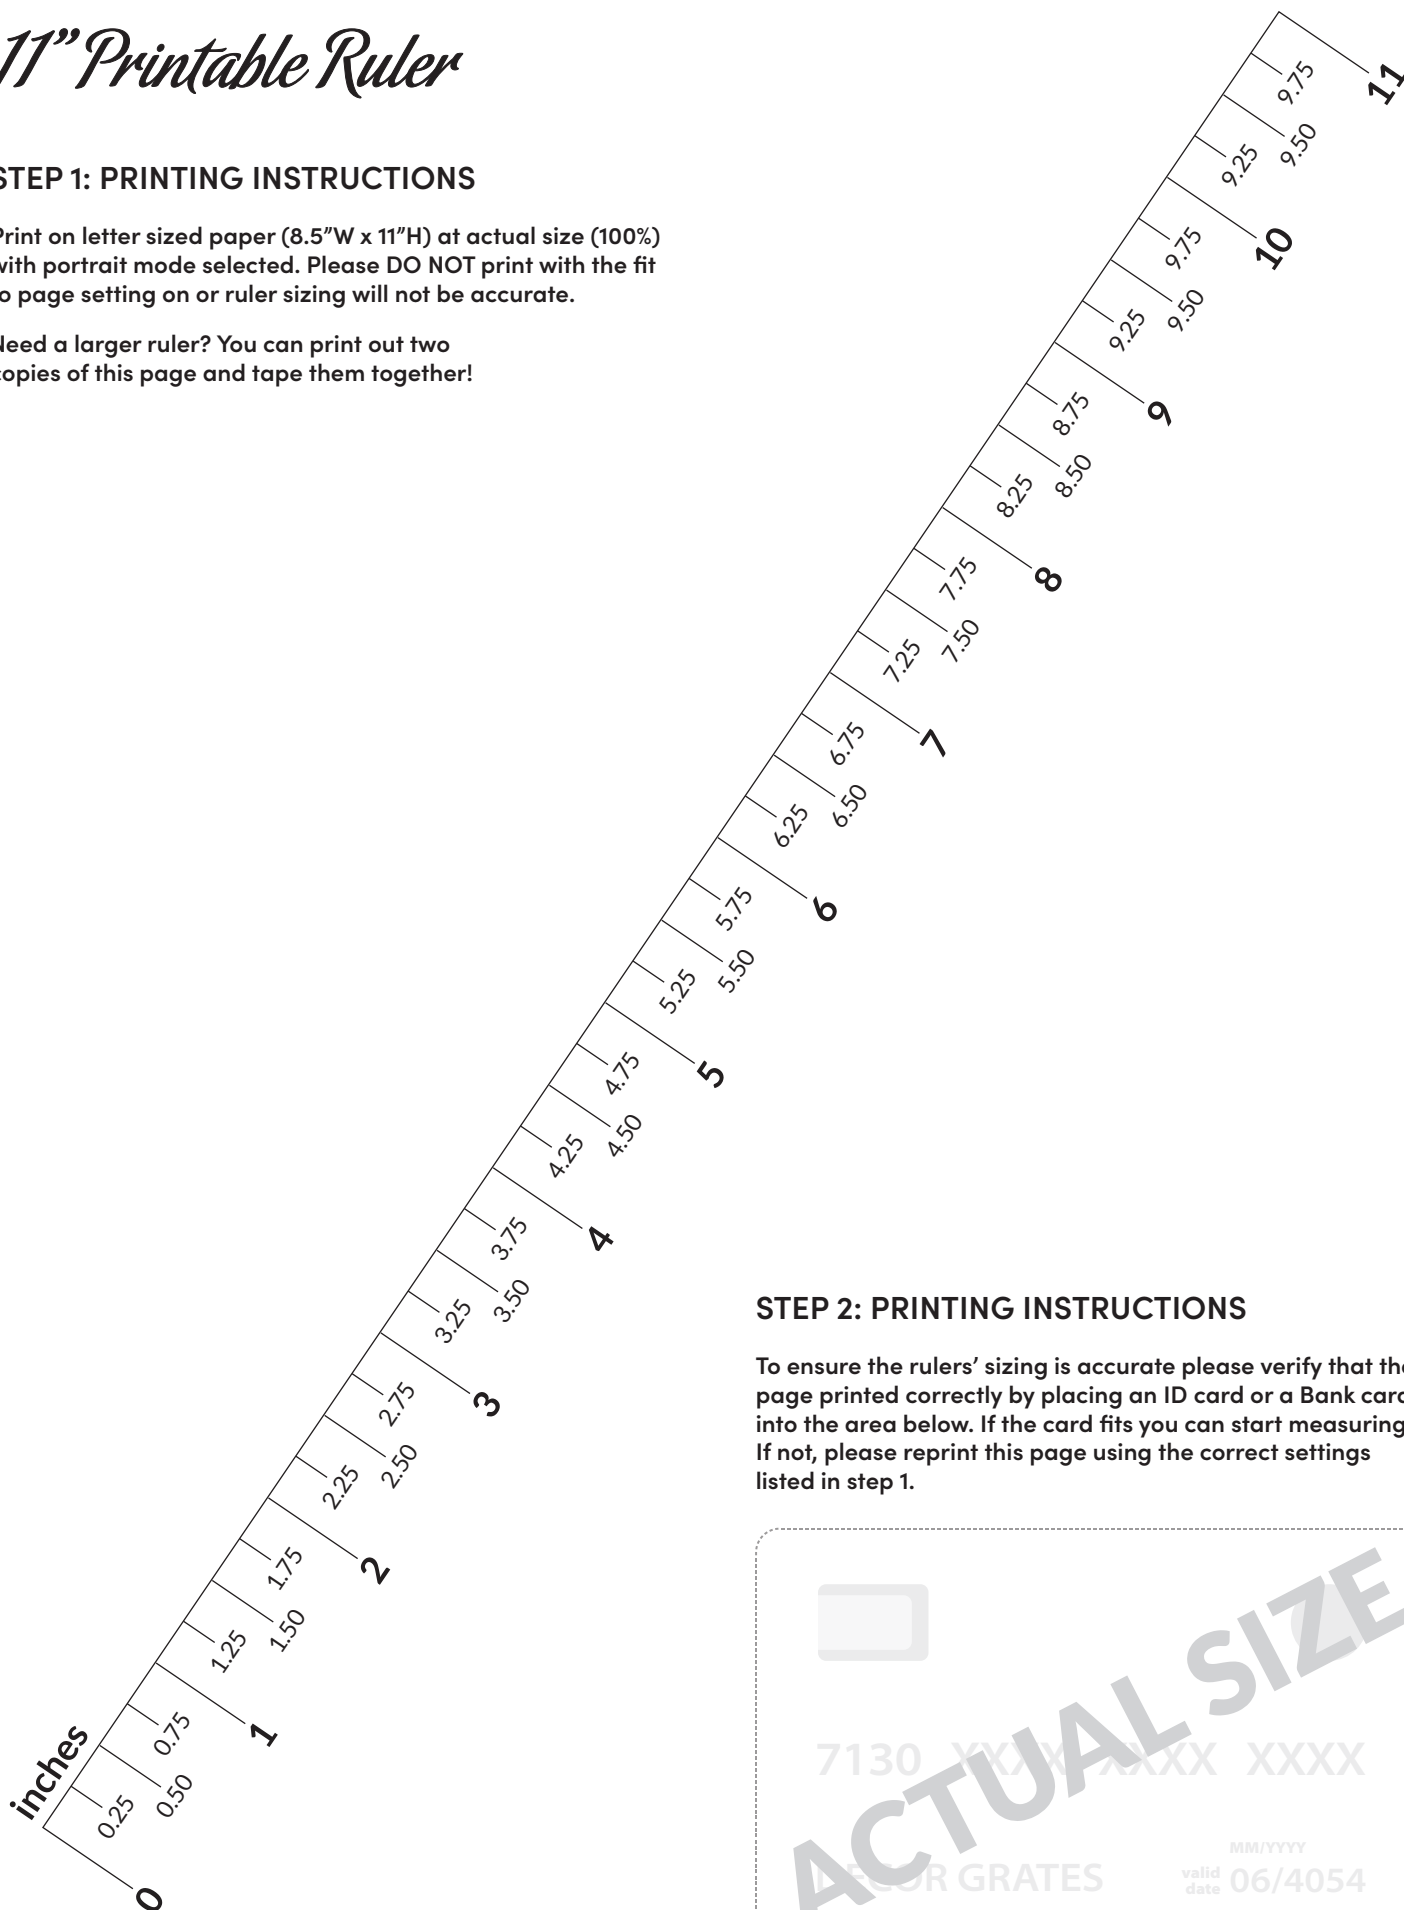 11” Printable Ruler
STEP 1: PRINTING INSTRUCTIONS
Print on letter sized paper (8.5”W x 11”H) at actual size (100%)
with portrait mode selected. Please DO NOT print with the fit
to page setting on or ruler sizing will not be accurate.
Need a larger ruler? You can print out two
copies of this page and tape them together!
11
9.75
9.50
9.25
10
9.75
9.50
9.25
9
8.75
8.50
8.25
8
7.75
7.50
7.25
7
6.75
6.50
6.25
6
5.75
5.50
5.25
5
4.75
4.50
4.25
4
3.75
3.50
3.25
3
2.75
2.50
2.25
2
1.75
1.50
1.25
1
0.75
0.50
0.25
0
inches
STEP 2: PRINTING INSTRUCTIONS
To ensure the rulers’ sizing is accurate please verify that the
page printed correctly by placing an ID card or a Bank card
into the area below. If the card fits you can start measuring
If not, please reprint this page using the correct settings
listed in step 1.
ACTUAL SIZE
7130 XXXX XXXX XXXX
MM/YYYY
valid date 06/4054
DECOR GRATES